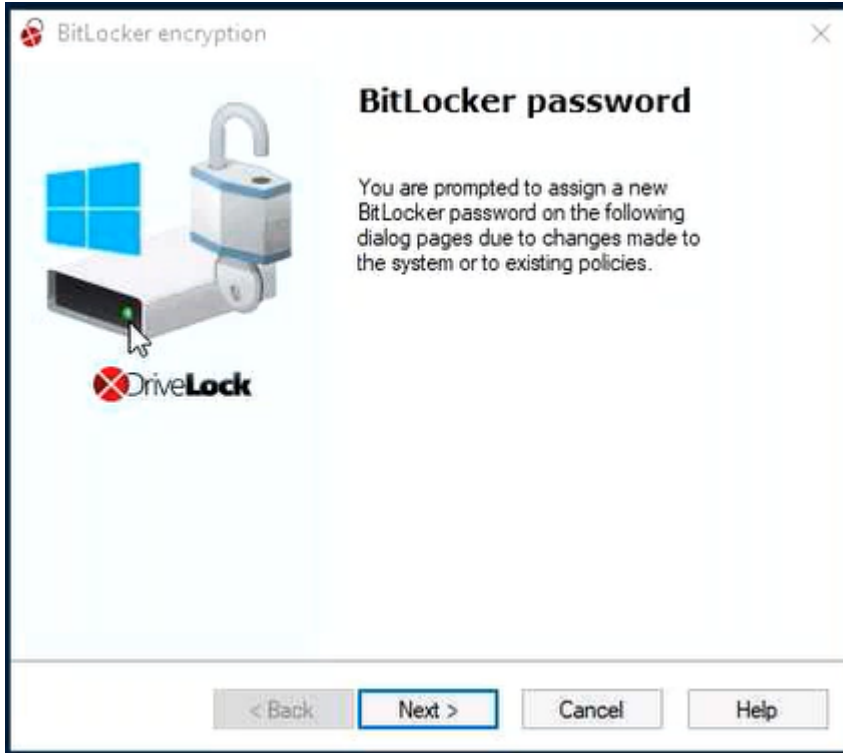 BitLocker encryption
BitLocker password
You are prompted to assign a new
BitLocker password on the following
dialog pages due to changes made to
the system or to existing policies.
DriveLock
< Back
Next >
Cancel
Help